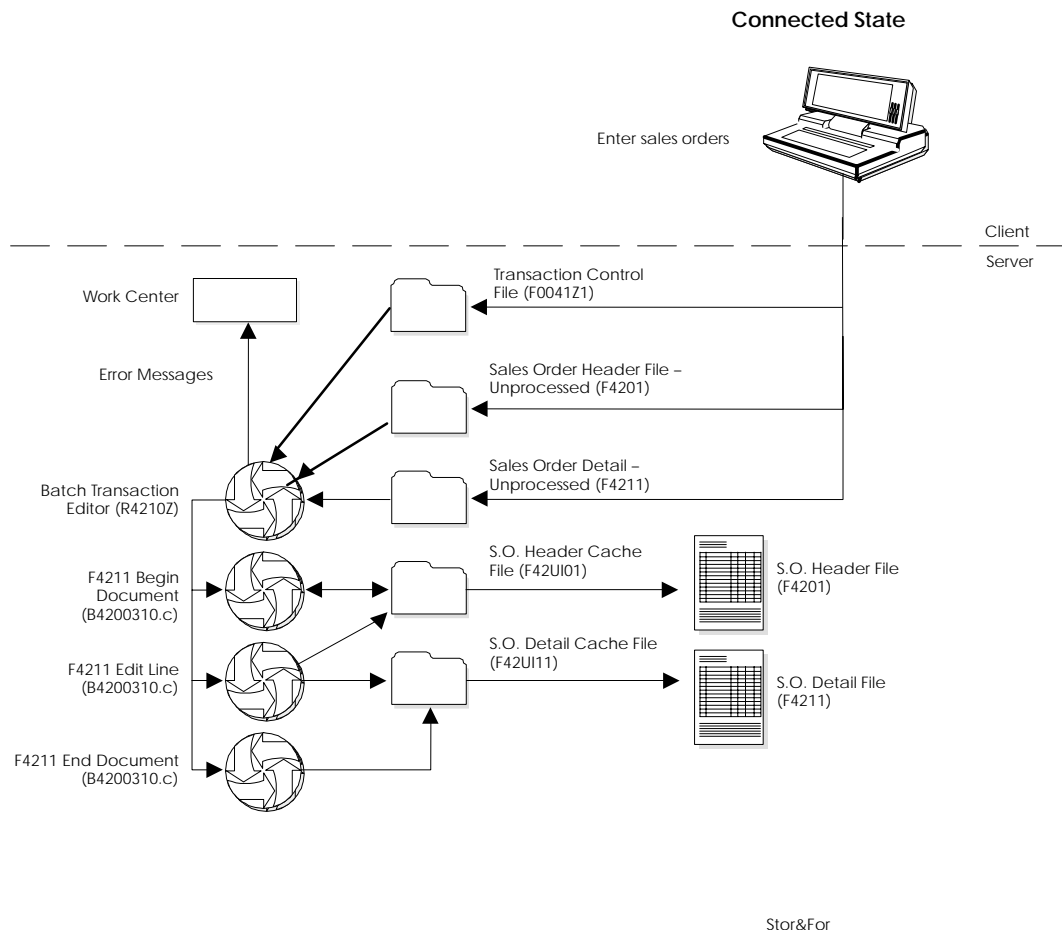 Connected State
Enter sales orders
Client
Server
Transaction Control
File (F0041Z1)
Work Center
Error Messages
Sales Order Header File –
Unprocessed (F4201)
Sales Order Detail –
Unprocessed (F4211)
Batch Transaction
Editor (R4210Z)
F4211 Begin
Document
(B4200310.c)
S.O. Header Cache
File (F42UI01)
S.O. Header File
(F4201)
F4211 Edit Line
(B4200310.c)
S.O. Detail Cache File
(F42UI11)
S.O. Detail File
(F4211)
F4211 End Document
(B4200310.c)
Stor&For